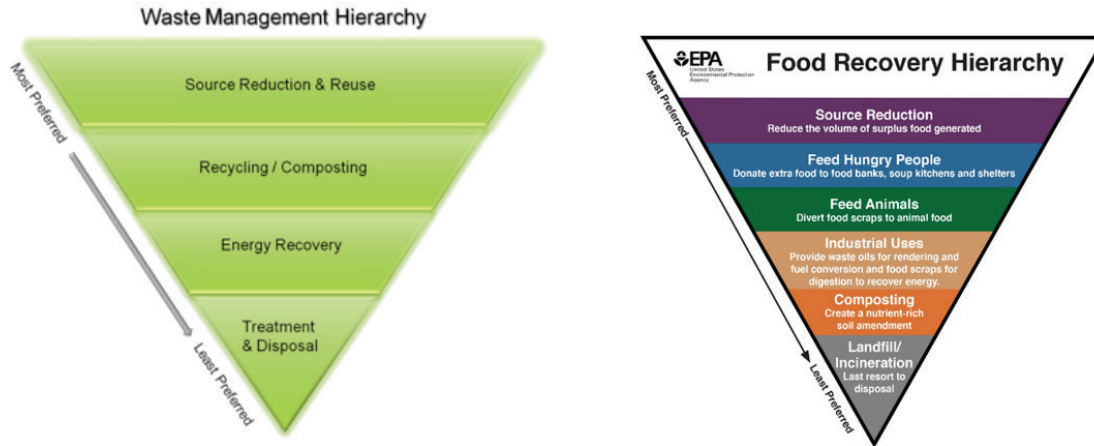 Waste Management Hierarchy
Most Preferred
Source Reduction & Reuse
Recycling / Composting
Energy Recovery
Treatment
& Disposal
Least Preferred
EPA
United States
Environmental Protection
Agency
Food Recovery Hierarchy
Most Preferred
Source Reduction
Reduce the volume of surplus food generated
Feed Hungry People
Donate extra food to food banks, soup kitchens and shelters
Feed Animals
Divert food scraps to animal food
Industrial Uses
Provide waste oils for rendering and
fuel conversion and food scraps for
digestion to recover energy.
Composting
Create a nutrient-rich
soil amendment
Landfill/
Incineration
Last resort to
disposal
Least Preferred